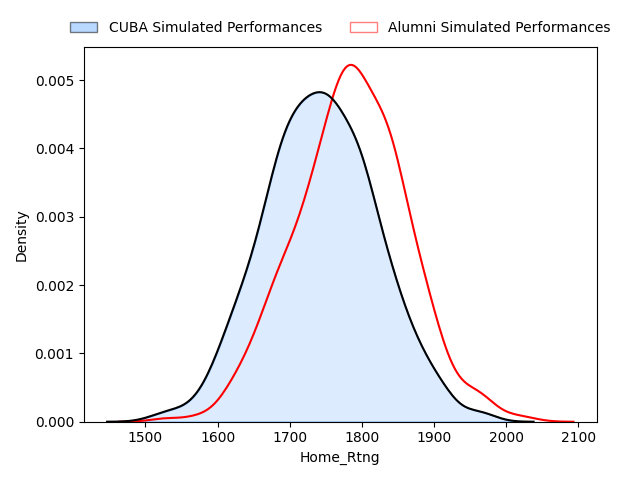 CUBA Simulated Performances Alumni Simulated Performances
0.005
0.004
0.003
0.002
0.001
0.000
Density
1500 1600 1700 1800 1900 2000 2100
Home_Rtng